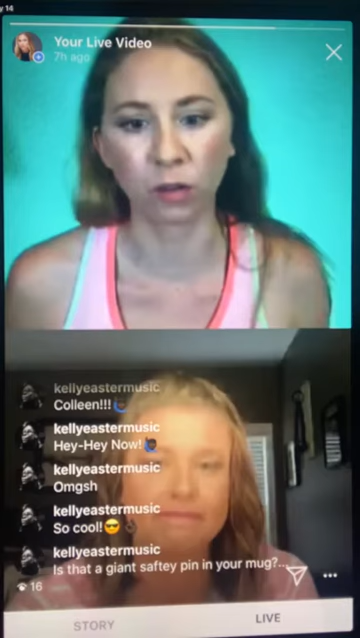 y 14
Your Live Video
7h ago
kellyeastermusic
Colleen!!!
kellyeastermusic
Hey-Hey Now!
kellyeastermusic
Omgsh
kellyeastermusic
So cool!
kellyeastermusic
Is that a giant saftey pin in your mug?...
16
STORY
LIVE